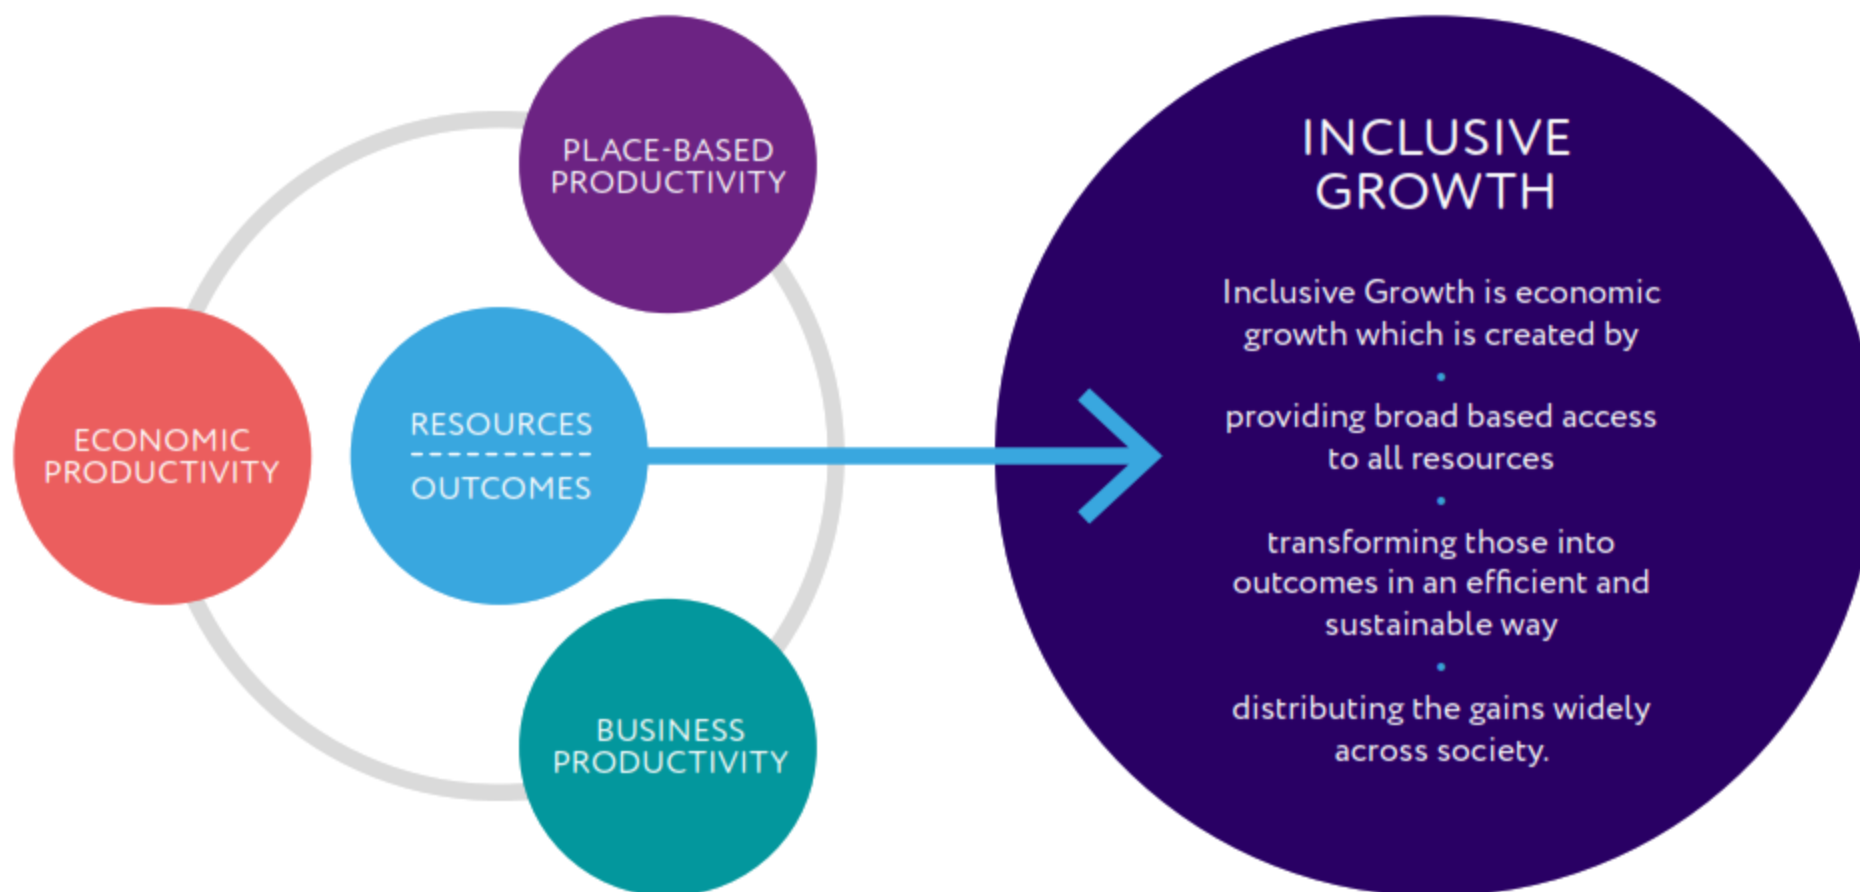 PLACE-BASED
PRODUCTIVITY
ECONOMIC
PRODUCTIVITY
RESOURCES
OUTCOMES
BUSINESS
PRODUCTIVITY
INCLUSIVE
GROWTH
Inclusive Growth is economic
growth which is created by
•
providing broad based access
to all resources
•
transforming those into
outcomes in an efficient and
sustainable way
•
distributing the gains widely
across society.